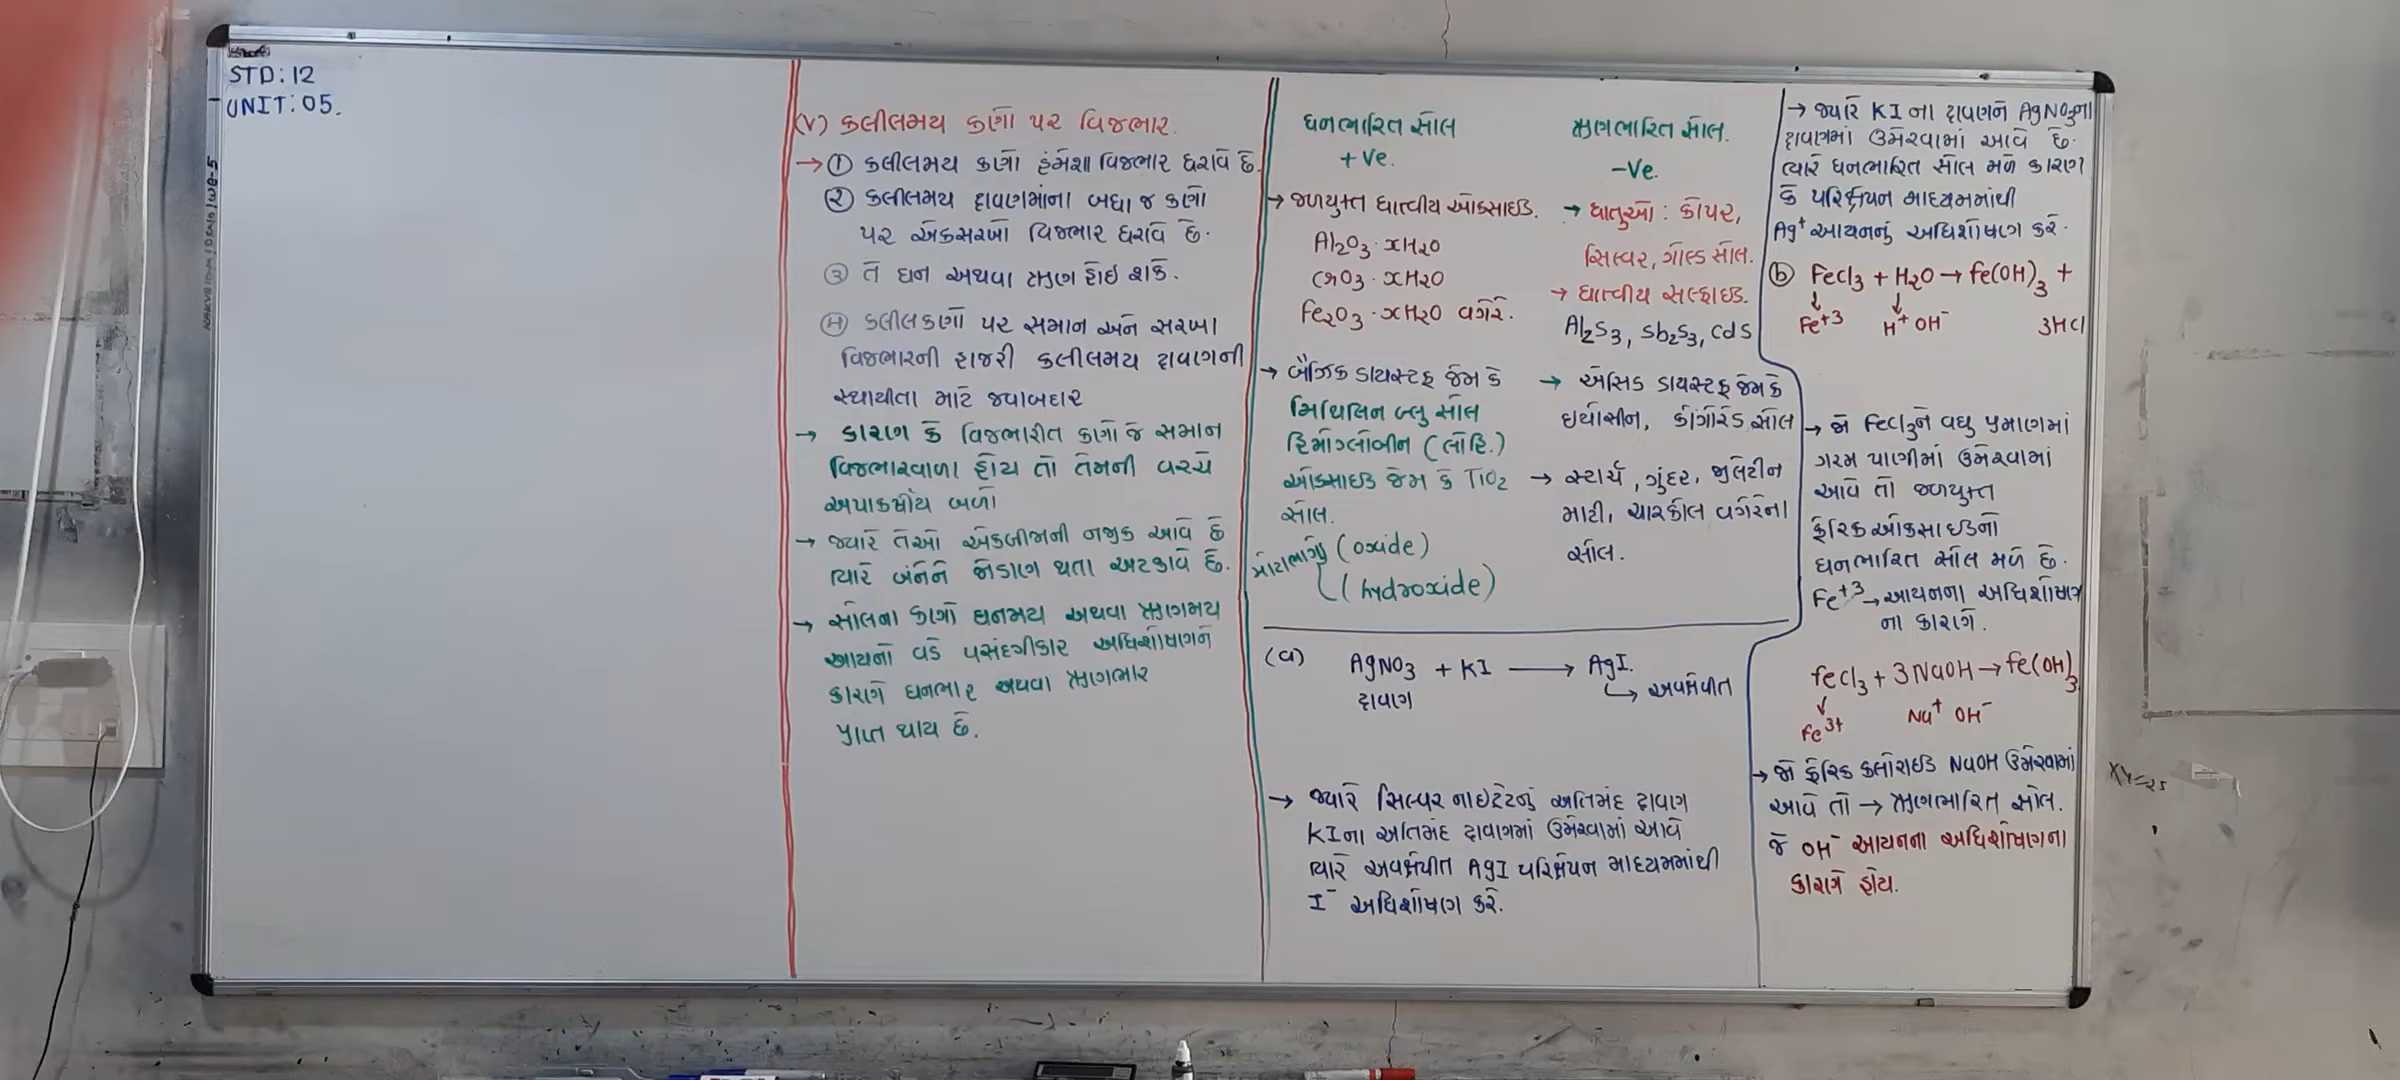 STD: 12
UNIT: 05.
(V) કલીલમય કણો પર વિજભાર.
→ ① કલીલમય કણો હંમેશા વિજભાર ધરાવે છે.
② કલીલમય દ્રાવણમાંના બધા જ કણો
પર એકસરખો વિજભાર ધરાવે છે.
③ તે ઘન અથવા ઋણ હોઇ શકે.
④ કલીલકણો પર સમાન અને સરખા
વિજભારની હાજરી કલીલમય દ્રાવણની
સ્થાયીતા માટે જવાબદાર
→ કારણ કે વિજભારીત કણો જે સમાન
વિજભારવાળા હોય તો તેમની વચ્ચે
અપાકર્ષીય બળો
→ જ્યારે તેઓ એકબીજાની નજીક આવે છે
ત્યારે બંનેને જોડાણ થતા અટકાવે છે.
→ સોલના કણો ધનમય અથવા ઋણમય
આયનો વડે પસંદગીકાર અધિશોષણને
કારણે ધનભાર અથવા ઋણભાર
પ્રાપ્ત થાય છે.
ધનભારિત સોલ
+Ve.
→ જળયુક્ત ધાત્વીય ઓક્સાઇડ.
Al2O3·xH2O
CrO3·xH2O
Fe2O3·xH2O વગેરે.
→ બેઝિક ડાયસ્ટફ જેમ કે
મિથિલિન બ્લુ સોલ
હિમોગ્લોબીન (લોહિ.)
ઓક્સાઇડ જેમ કે TiO2
સોલ.
મોટાભાગે (oxide)
(hydroxide)
ઋણભારિત સોલ.
-Ve.
→ ધાતુઓ : કોપર,
સિલ્વર, ગોલ્ડ સોલ.
→ ધાત્વીય સલ્ફાઇડ.
Al2S3, Sb2S3, cds
→ એસિડ ડાયસ્ટફ જેમ કે
ઇયોસીન, કોંગોરેડ સોલ
→ સ્ટાર્ચ, ગુંદર, જીલેટીન
માટી, ચારકોલ વગેરેના
સોલ.
(a) AgNO3 + KI ⟶ AgI.
દ્રાવણ ↳ અવક્ષેપીત
→ જ્યારે સિલ્વર નાઇટ્રેટનું અતિમંદ દ્રાવણ
KIના અતિમંદ દ્રાવણમાં ઉમેરવામાં આવે
ત્યારે અવક્ષેપીત AgI પરિક્ષેપન માધ્યમમાંથી
I⁻ અધિશોષણ કરે.
→ જ્યારે KI ના દ્રાવણને AgNO3ના
દ્રાવણમાં ઉમેરવામાં આવે છે.
ત્યારે ધનભારિત સોલ મળે કારણ
કે પરિક્ષેપન માધ્યમમાંથી
Ag⁺ આયનનું અધિશોષણ કરે.
ⓑ FeCl3 + H2O → Fe(OH)3 +
↓ ↓
Fe⁺³ H⁺ OH⁻ 3HCl
→ જો FeCl3ને વધુ પ્રમાણમાં
ગરમ પાણીમાં ઉમેરવામાં
આવે તો જળયુક્ત
ફેરિક ઓક્સાઇડનો
ધનભારિત સોલ મળે છે.
Fe⁺³ → આયનના અધિશોષણ
ના કારણે.
FeCl3 + 3NaOH → Fe(OH)3
↓
Fe³⁺ Na⁺ OH⁻
→ જો ફેરિક ક્લોરાઇડ NaOH ઉમેરવામાં
આવે તો → ઋણભારિત સોલ.
જે OH⁻ આયનના અધિશોષણના
કારણે હોય.